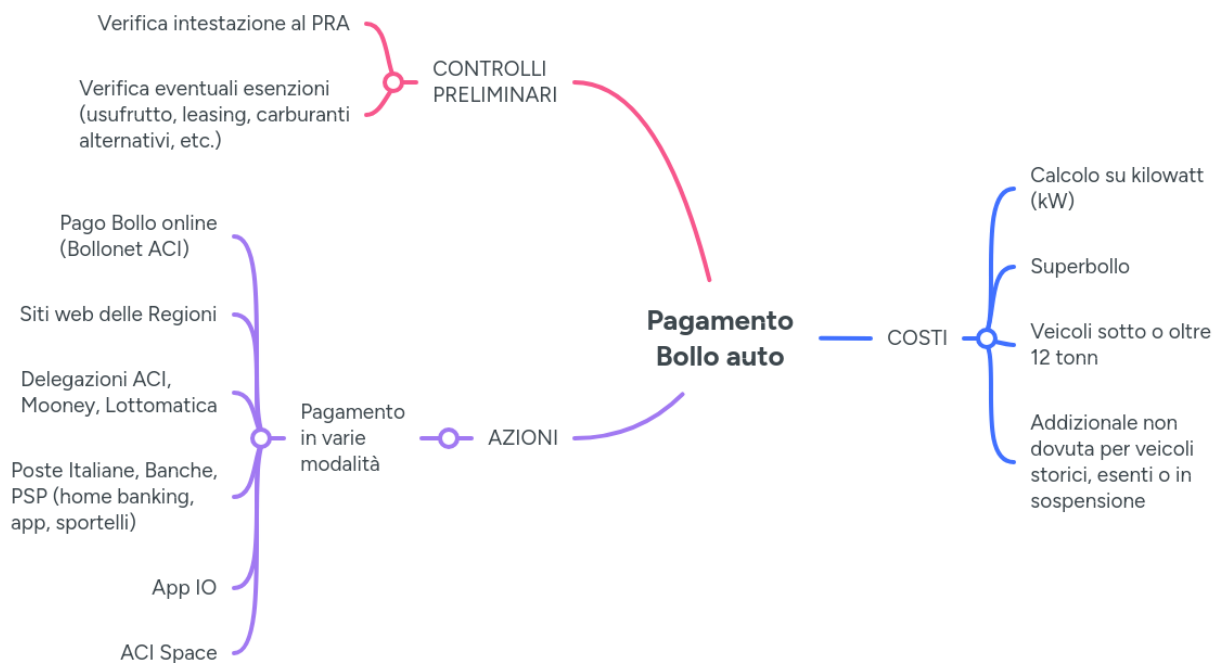 Verifica intestazione al PRA
Verifica eventuali esenzioni
(usufrutto, leasing, carburanti
alternativi, etc.)
CONTROLLI
PRELIMINARI
Pago Bollo online
(Bollonet ACI)
Siti web delle Regioni
Delegazioni ACI,
Mooney, Lottomatica
Poste Italiane, Banche,
PSP (home banking,
app, sportelli)
App IO
ACI Space
Pagamento
in varie
modalità
AZIONI
Pagamento
Bollo auto
COSTI
Calcolo su kilowatt
(kW)
Superbollo
Veicoli sotto o oltre
12 tonn
Addizionale non
dovuta per veicoli
storici, esenti o in
sospensione